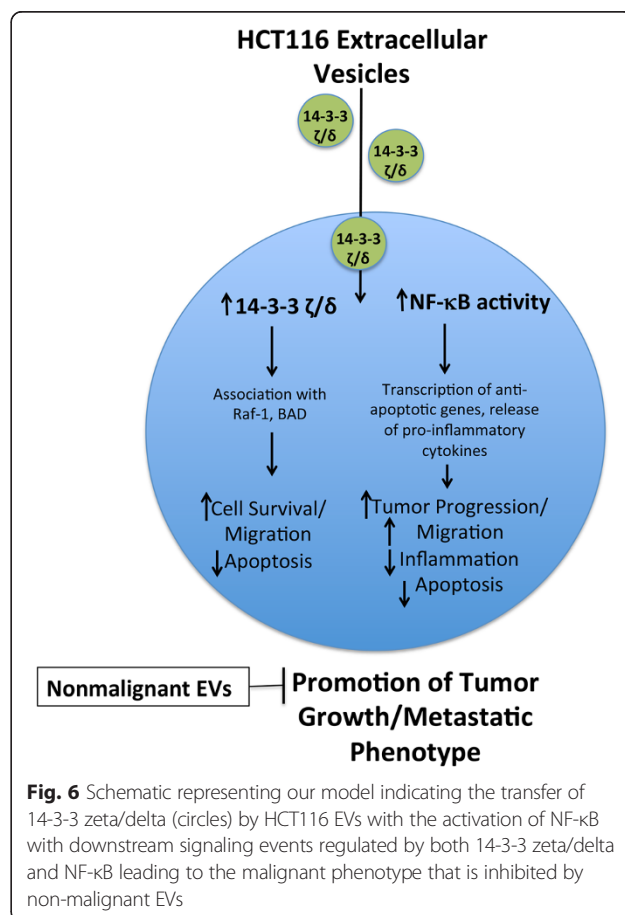 HCT116 Extracellular
Vesicles
14-3-3
ζ/δ
14-3-3
ζ/δ
14-3-3
ζ/δ
↑14-3-3 ζ/δ
↑NF-κB activity
Association with
Raf-1, BAD
Transcription of anti-
apoptotic genes, release
of pro-inflammatory
cytokines
↑Cell Survival/
Migration
↓Apoptosis
↑Tumor Progression/
↑ Migration
↓Inflammation
↓ Apoptosis
Nonmalignant EVs
Promotion of Tumor
Growth/Metastatic
Phenotype
Fig. 6 Schematic representing our model indicating the transfer of
14-3-3 zeta/delta (circles) by HCT116 EVs with the activation of NF-κB
with downstream signaling events regulated by both 14-3-3 zeta/delta
and NF-κB leading to the malignant phenotype that is inhibited by
non-malignant EVs